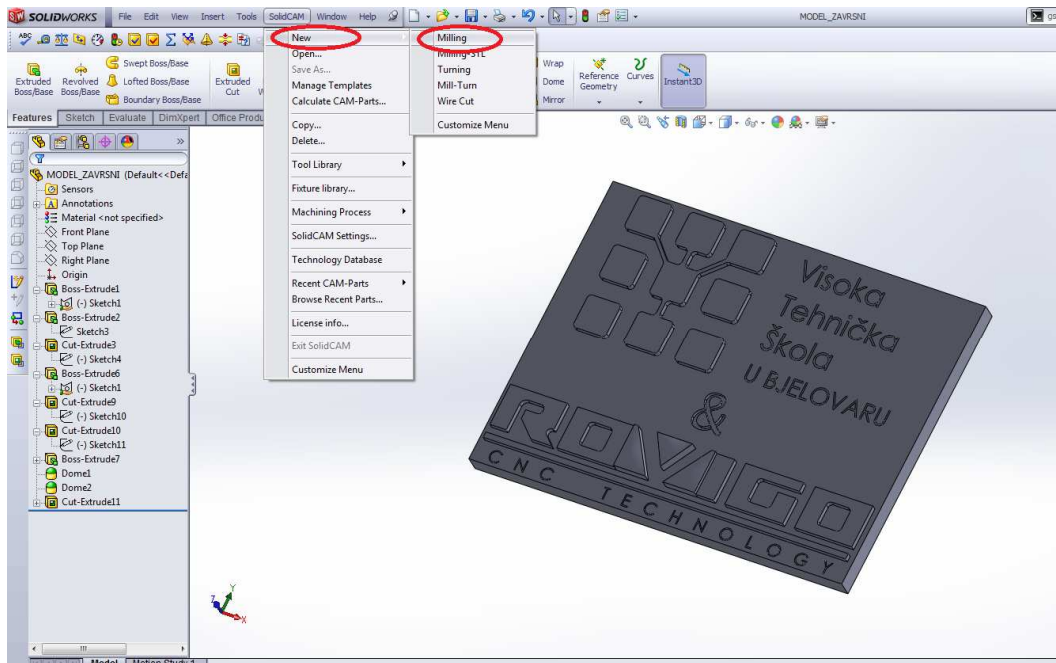 SOLIDWORKS File Edit View Insert Tools SolidCAM Window Help MODEL_ZAVRSNI
New
Open...
Save As...
Manage Templates
Calculate CAM-Parts...
Copy...
Delete...
Tool Library
Fixture library...
Machining Process
SolidCAM Settings...
Technology Database
Recent CAM-Parts
Browse Recent Parts...
License info...
Exit SolidCAM
Customize Menu
Milling
Milling-STL
Turning
Mill-Turn
Wire Cut
Customize Menu
Extruded Boss/Base
Revolved Boss/Base
Swept Boss/Base
Lofted Boss/Base
Boundary Boss/Base
Extruded Cut
Wrap
Dome
Mirror
Reference Geometry
Curves
Instant3D
Features Sketch Evaluate DimXpert Office Produ
MODEL_ZAVRSNI (Default<<Defa
Sensors
Annotations
Material <not specified>
Front Plane
Top Plane
Right Plane
Origin
Boss-Extrude1
(-) Sketch1
Boss-Extrude2
Sketch3
Cut-Extrude3
(-) Sketch4
Boss-Extrude6
(-) Sketch1
Cut-Extrude9
(-) Sketch10
Cut-Extrude10
(-) Sketch11
Boss-Extrude7
Dome1
Dome2
Cut-Extrude11
Visoka
Tehnička
Škola
U BJELOVARU
&
ROVIGO
CNC TECHNOLOGY
Y
Z
X
Model Motion Study 1